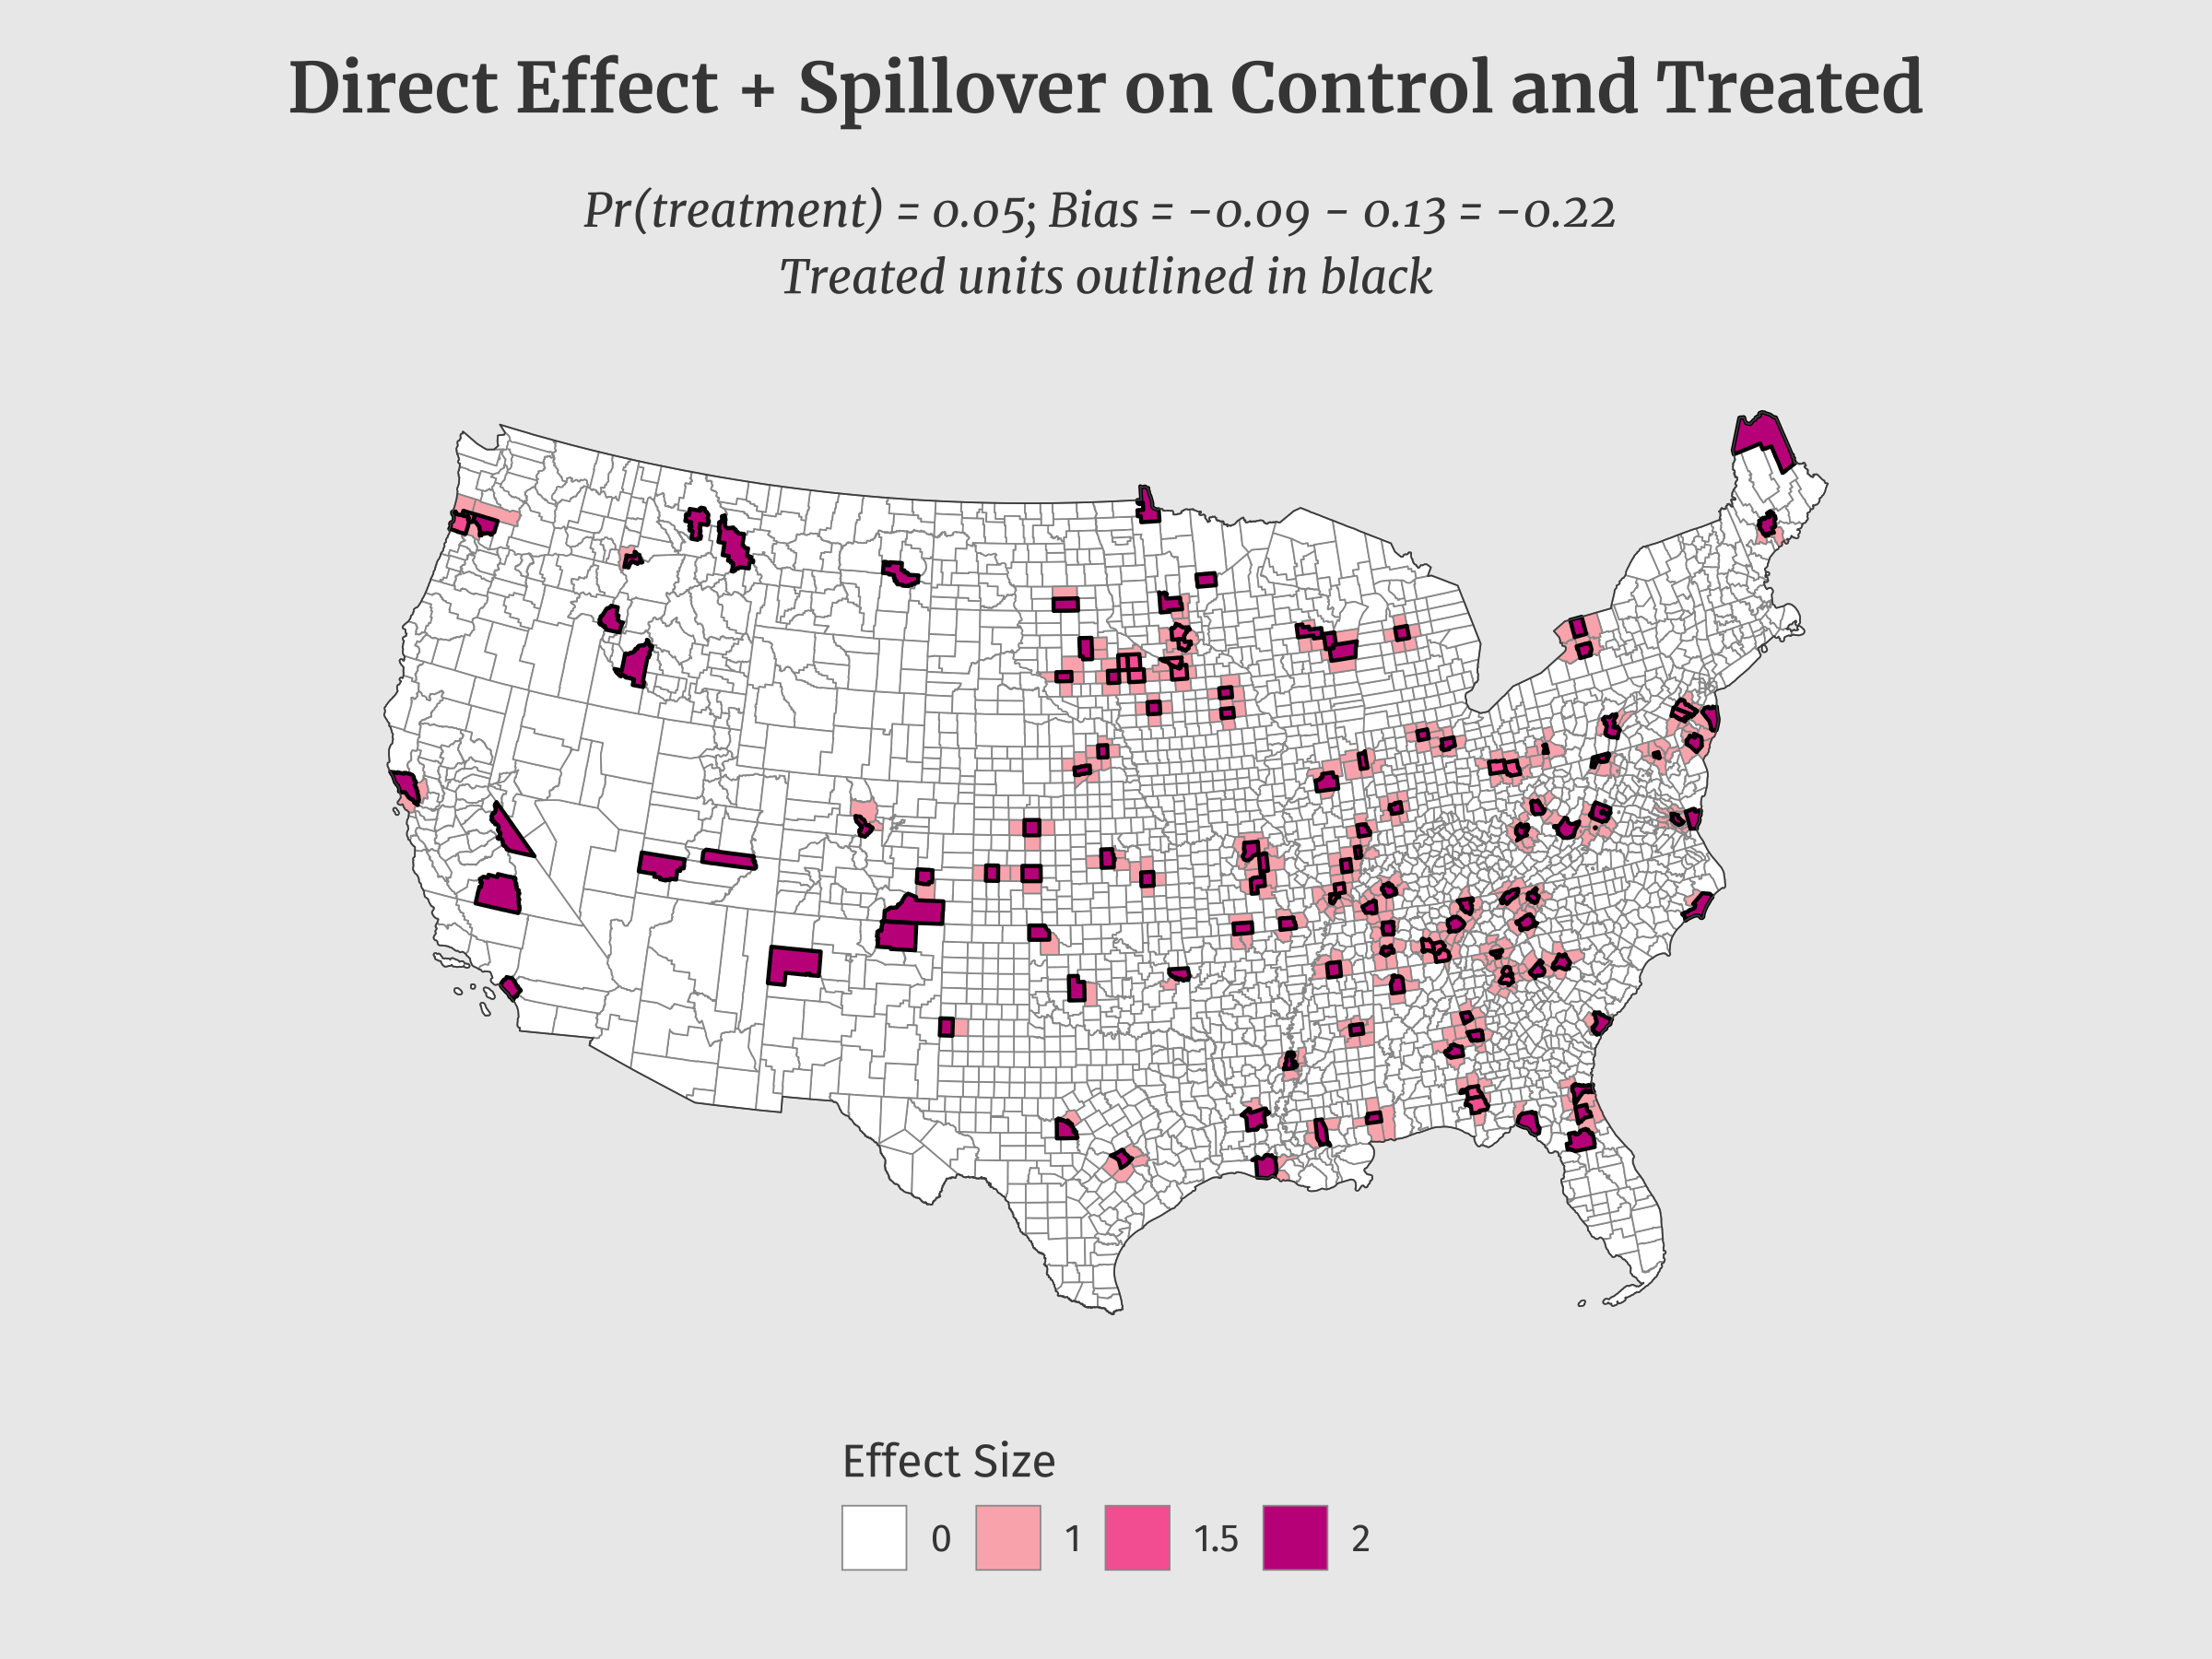 Direct Effect + Spillover on Control and Treated
Pr(treatment) = 0.05; Bias = -0.09 - 0.13 = -0.22
Treated units outlined in black
Effect Size
0 1 1.5 2